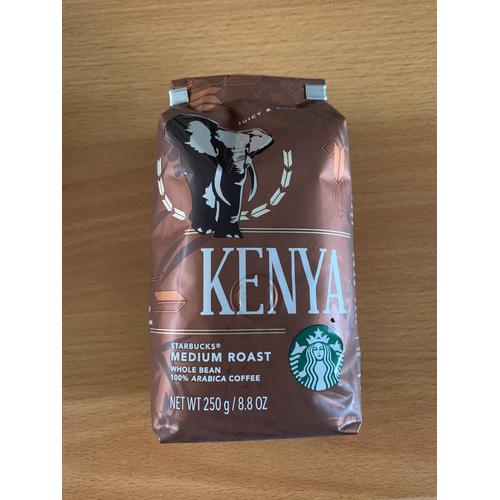 JUICY &
KENYA
STARBUCKS®
MEDIUM ROAST
WHOLE BEAN
100% ARABICA COFFEE
NET WT 250 g / 8.8 OZ